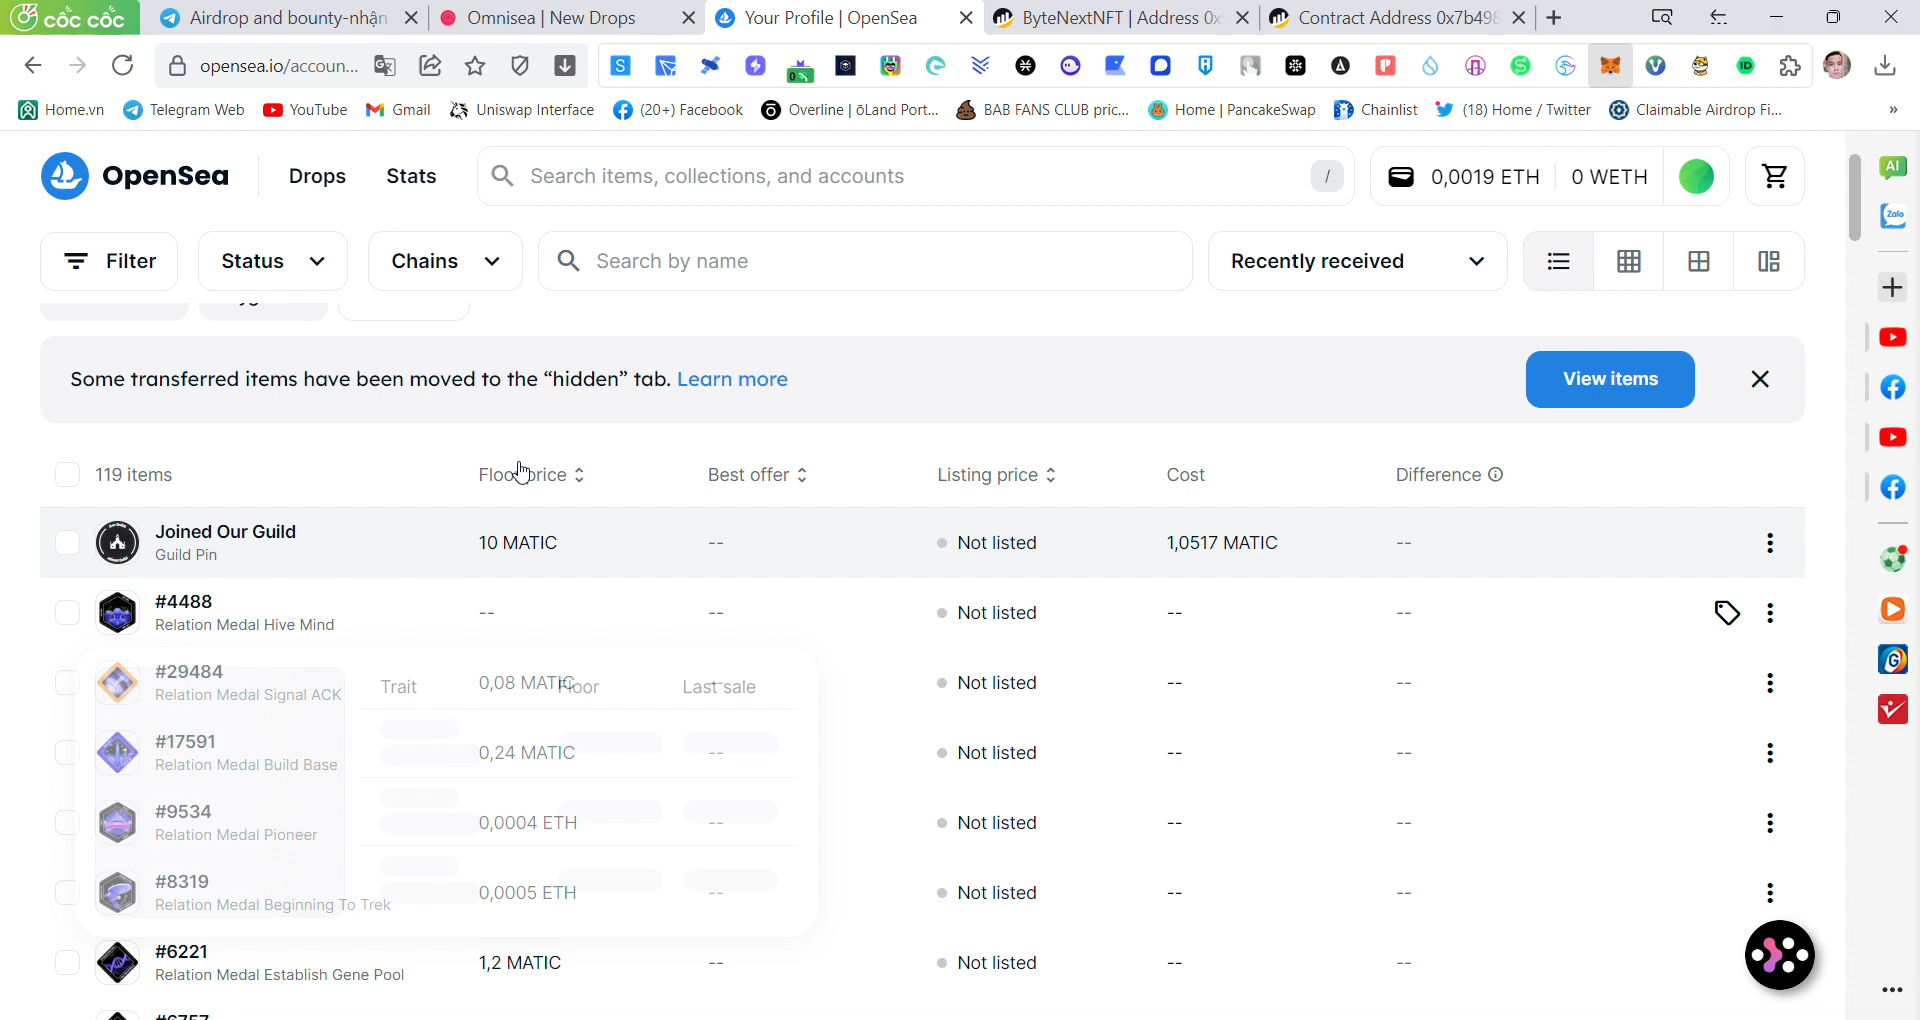 cốc cốc Airdrop and bounty-nhận Omnisea | New Drops Your Profile | OpenSea ByteNextNFT | Address 0x Contract Address 0x7b498
opensea.io/accoun...
Home.vn Telegram Web YouTube Gmail Uniswap Interface (20+) Facebook Overline | ōLand Port... BAB FANS CLUB pric... Home | PancakeSwap Chainlist (18) Home / Twitter Claimable Airdrop Fi... »
OpenSea Drops Stats Search items, collections, and accounts / 0,0019 ETH 0 WETH
Filter Status Chains Search by name Recently received
Some transferred items have been moved to the “hidden” tab. Learn more View items
119 items Floor price Best offer Listing price Cost Difference
Joined Our Guild
Guild Pin
10 MATIC -- Not listed 1,0517 MATIC --
#4488
Relation Medal Hive Mind
-- -- Not listed -- --
#29484
Relation Medal Signal ACK
0,08 MATIC -- Not listed -- --
Trait Floor Last sale
#17591
Relation Medal Build Base
0,24 MATIC -- Not listed -- --
#9534
Relation Medal Pioneer
0,0004 ETH -- Not listed -- --
#8319
Relation Medal Beginning To Trek
0,0005 ETH -- Not listed -- --
#6221
Relation Medal Establish Gene Pool
1,2 MATIC -- Not listed -- --
AI
Zalo